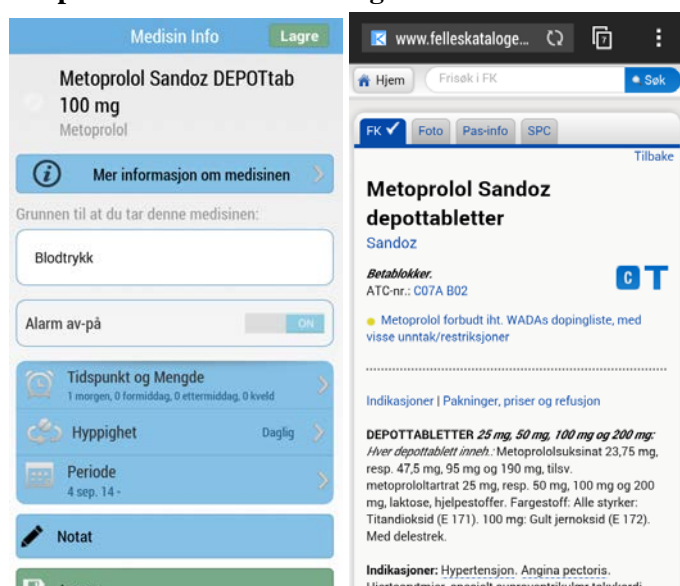 Medisin Info
Lagre
Metoprolol Sandoz DEPOTtab
100 mg
Metoprolol
Mer informasjon om medisinen
Grunnen til at du tar denne medisinen:
Blodtrykk
Alarm av-på
ON
Tidspunkt og Mengde
1 morgen, 0 formiddag, 0 ettermiddag, 0 kveld
Hyppighet
Daglig
Periode
4 sep. 14 -
Notat
www.felleskataloge...
7
Hjem
Frisøk i FK
Søk
FK
Foto
Pas-info
SPC
Tilbake
Metoprolol Sandoz
depottabletter
Sandoz
Betablokker.
C T
ATC-nr.: C07A B02
Metoprolol forbudt iht. WADAs dopingliste, med
visse unntak/restriksjoner
Indikasjoner | Pakninger, priser og refusjon
DEPOTTABLETTER 25 mg, 50 mg, 100 mg og 200 mg:
Hver depottablett inneh.: Metoprololsuksinat 23,75 mg,
resp. 47,5 mg, 95 mg og 190 mg, tilsv.
metoprololtartrat 25 mg, resp. 50 mg, 100 mg og 200
mg, laktose, hjelpestoffer. Fargestoff: Alle styrker:
Titandioksid (E 171). 100 mg: Gult jernoksid (E 172).
Med delestrek.
Indikasjoner: Hypertensjon. Angina pectoris.